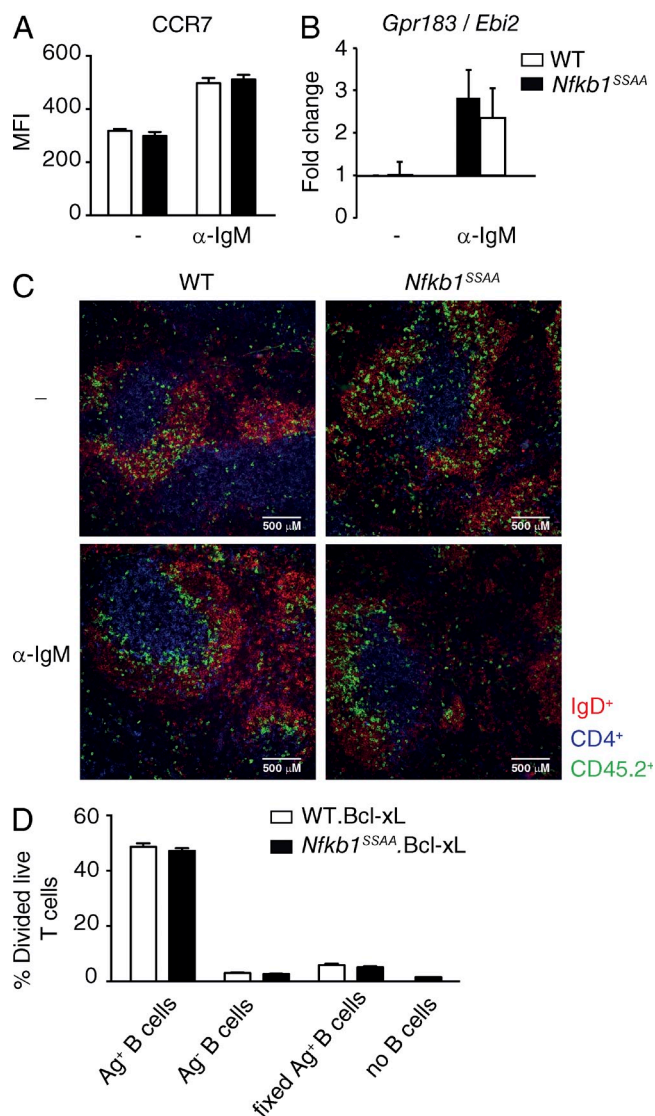 A
CCR7
MFI
600
400
200
0
-
α-IgM
B
Gpr183 / Ebi2
Fold change
4
3
2
1
1
0
-
α-IgM
WT
Nfkb1SSAA
C
WT
Nfkb1SSAA
–
500 µM
500 µM
α-IgM
500 µM
500 µM
IgD+
CD4+
CD45.2+
D
% Divided live
T cells
60
40
20
0
WT.Bcl-xL
Nfkb1SSAA.Bcl-xL
Ag+ B cells
Ag- B cells
fixed Ag+ B cells
no B cells